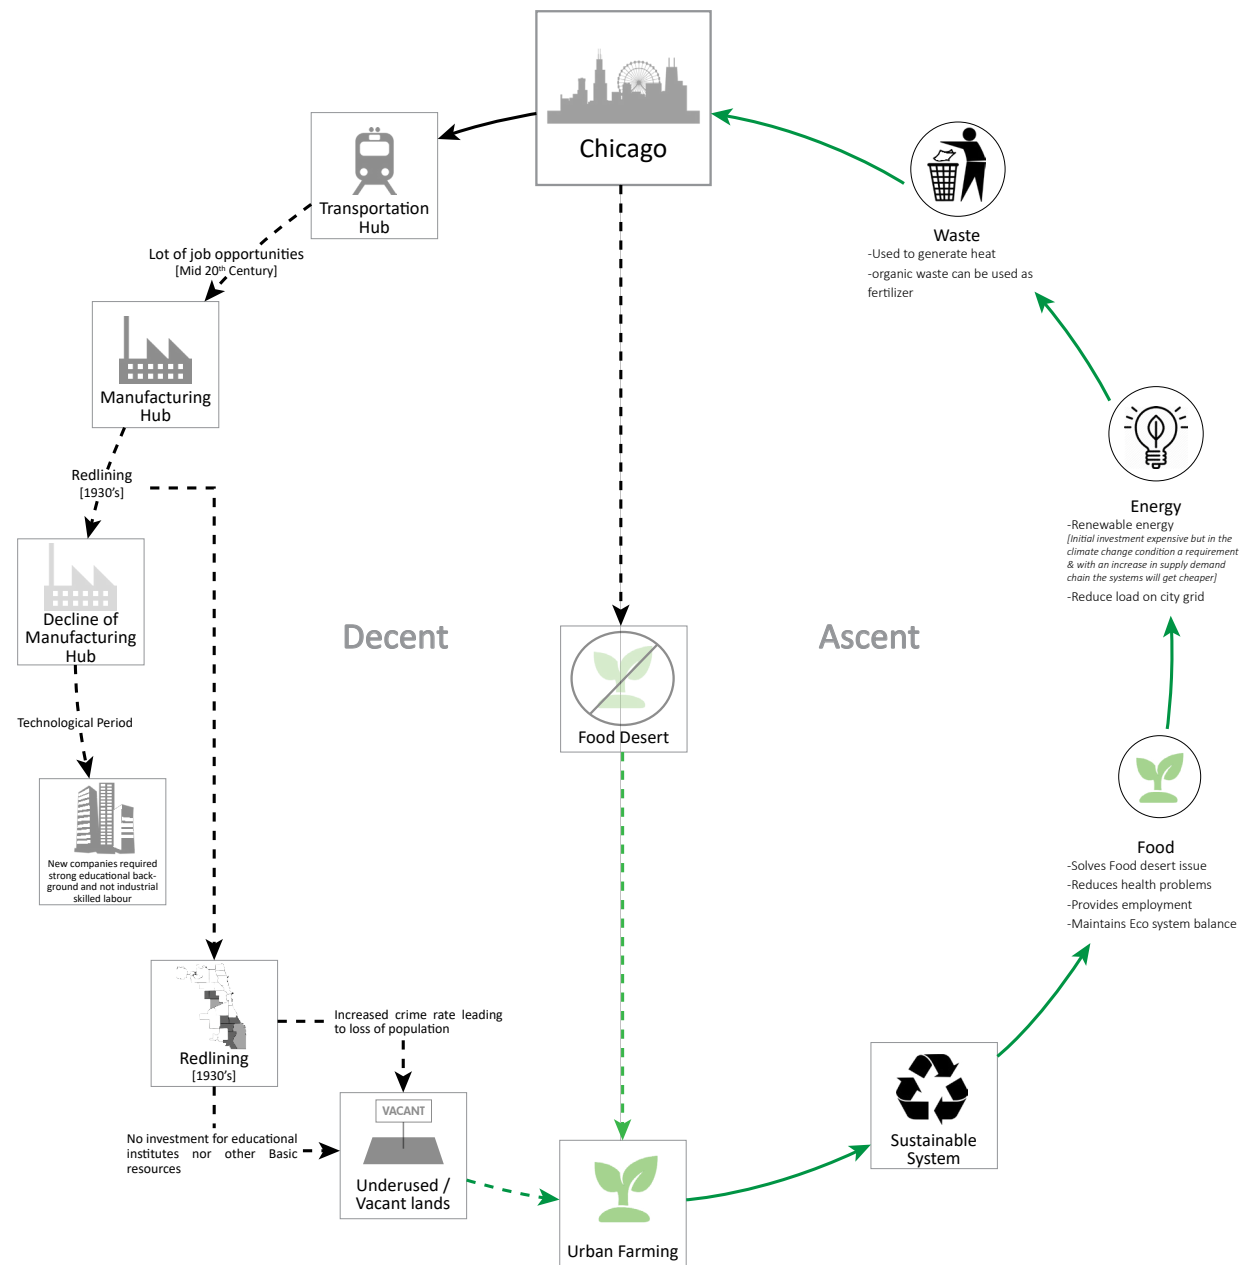 Chicago
Transportation
Hub
Lot of job opportunities
[Mid 20th Century]
Manufacturing
Hub
Redlining
[1930's]
Decline of
Manufacturing
Hub
Technological Period
New companies required
strong educational back-
ground and not industrial
skilled labour
Redlining
[1930's]
Increased crime rate leading
to loss of population
No investment for educational
institutes nor other Basic
resources
VACANT
Underused /
Vacant lands
Decent
Food Desert
Urban Farming
Ascent
Sustainable
System
Food
-Solves Food desert issue
-Reduces health problems
-Provides employment
-Maintains Eco system balance
Energy
-Renewable energy
[Initial investment expensive but in the
climate change condition a requirement
& with an increase in supply demand
chain the systems will get cheaper]
-Reduce load on city grid
Waste
-Used to generate heat
-organic waste can be used as
fertilizer